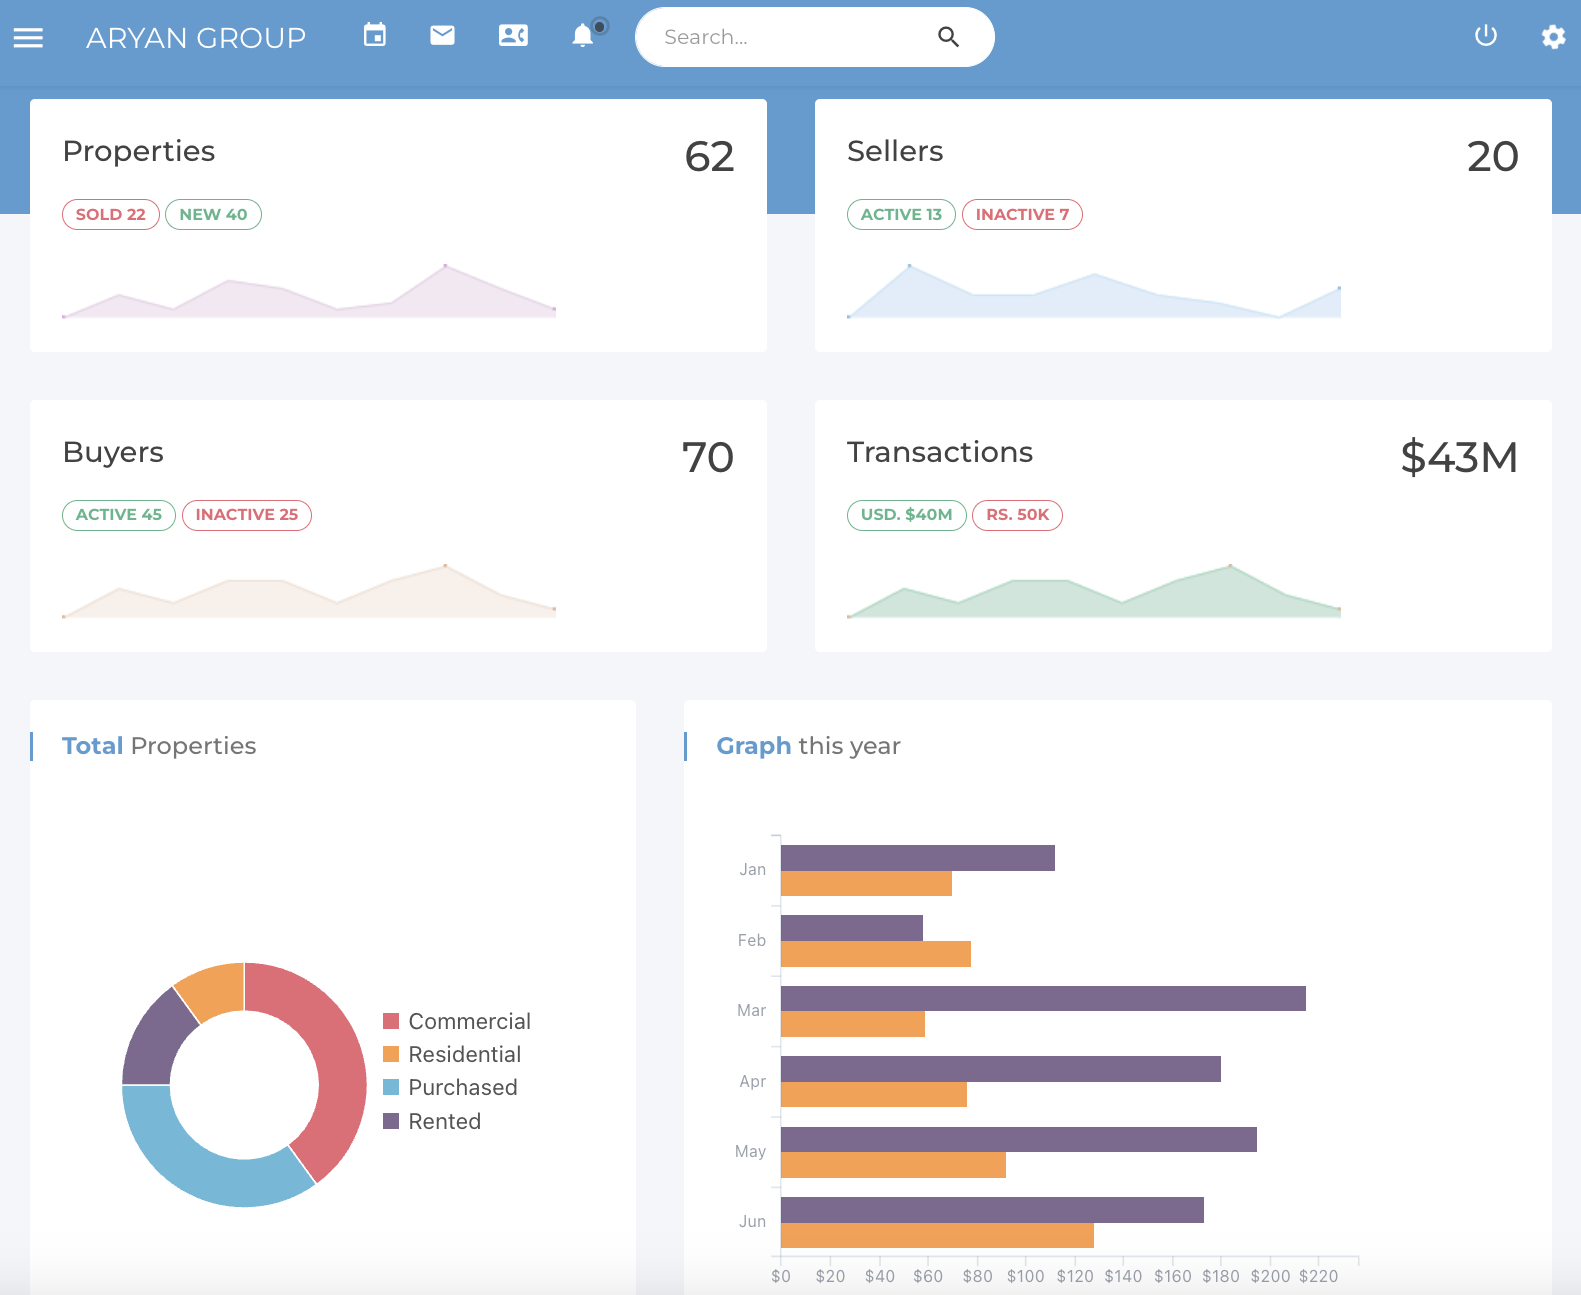 ARYAN GROUP
Search...
Properties
62
SOLD 22 NEW 40
Sellers
20
ACTIVE 13 INACTIVE 7
Buyers
70
ACTIVE 45 INACTIVE 25
Transactions
$43M
USD. $40M RS. 50K
Total Properties
Commercial
Residential
Purchased
Rented
Graph this year
Jan
Feb
Mar
Apr
May
Jun
$0 $20 $40 $60 $80 $100 $120 $140 $160 $180 $200 $220